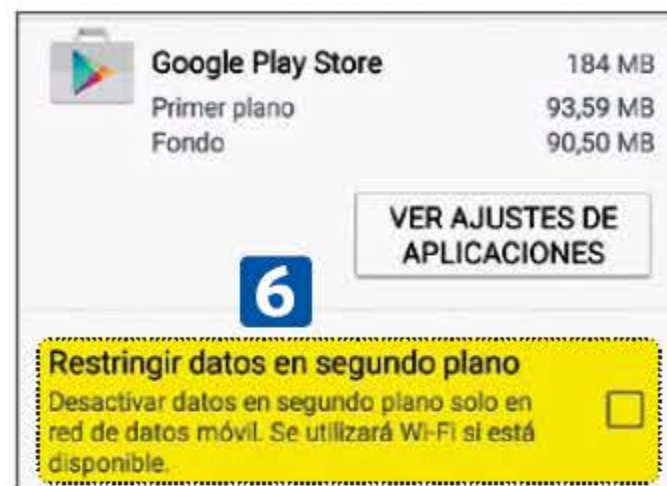 Google Play Store 184 MB
Primer plano 93,59 MB
Fondo 90,50 MB
VER AJUSTES DE
APLICACIONES
6
Restringir datos en segundo plano
Desactivar datos en segundo plano solo en
red de datos móvil. Se utilizará Wi-Fi si está
disponible.